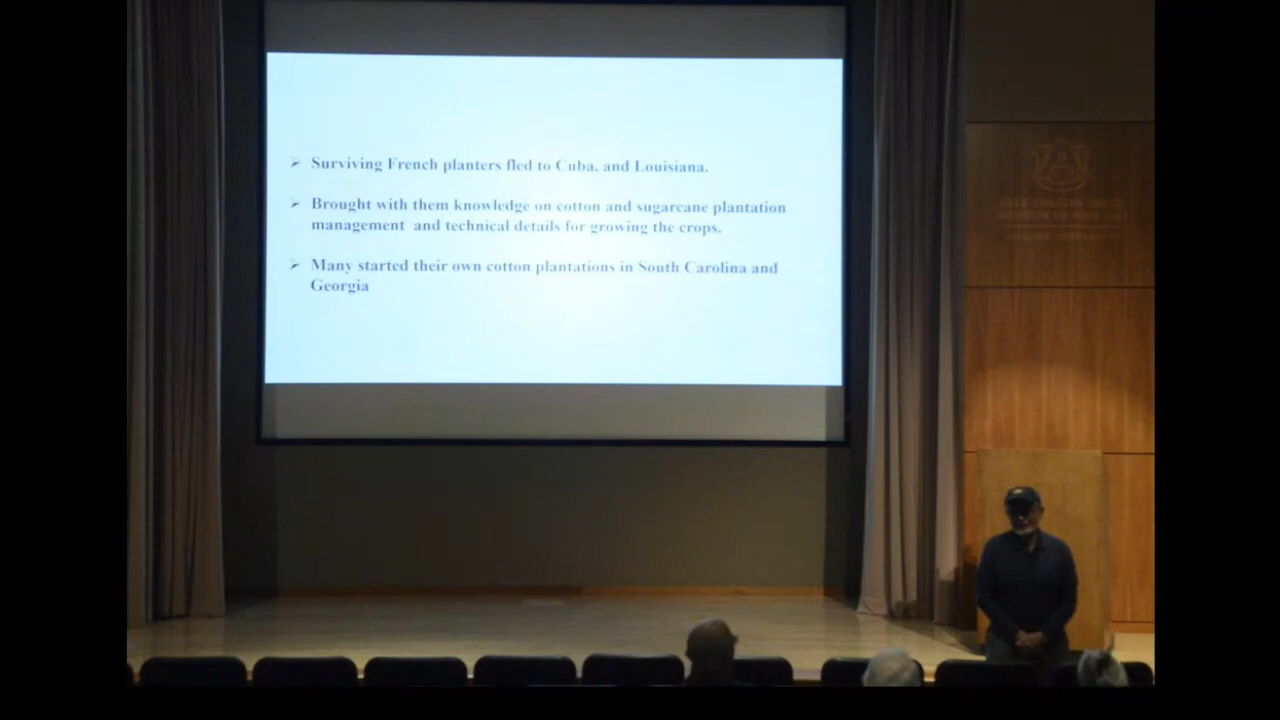 ➢ Surviving French planters fled to Cuba, and Louisiana.
➢ Brought with them knowledge on cotton and sugarcane plantation
management and technical details for growing the crops.
➢ Many started their own cotton plantations in South Carolina and
Georgia